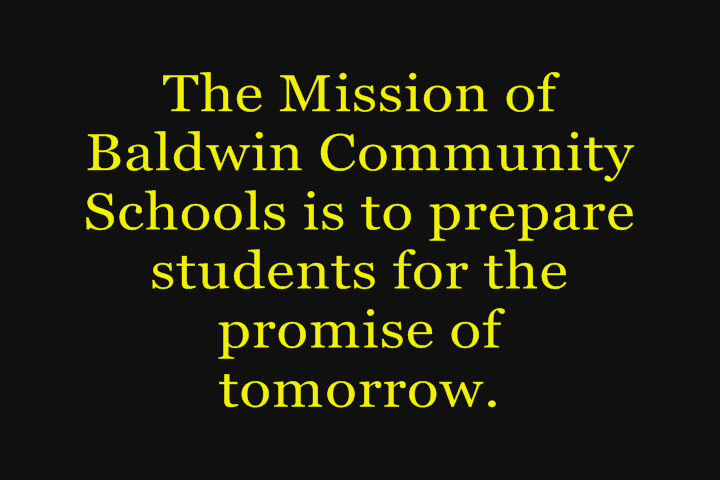 The Mission of
Baldwin Community
Schools is to prepare
students for the
promise of
tomorrow.